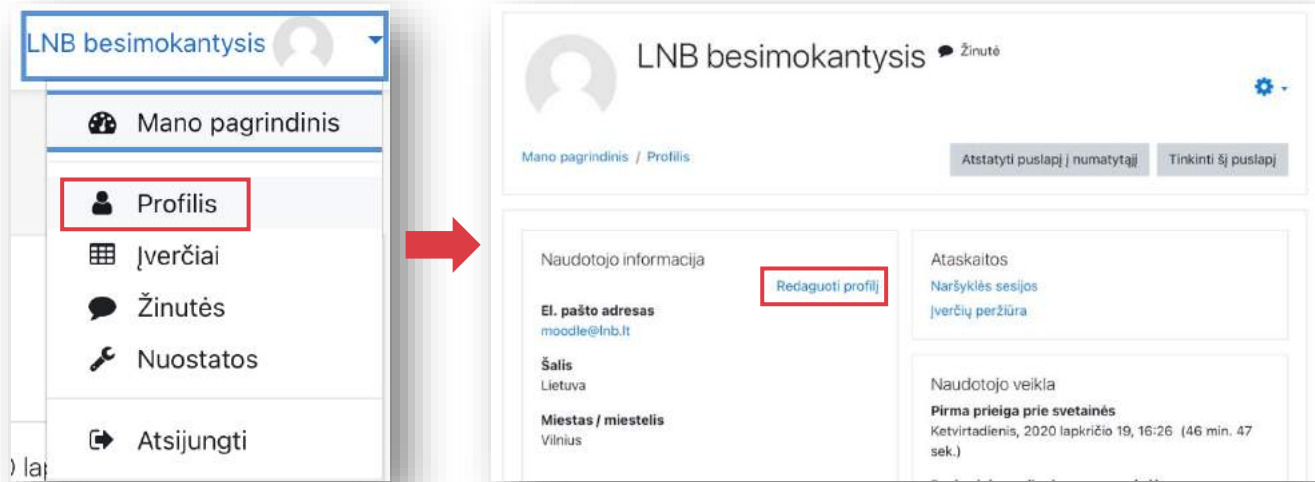 LNB besimokantysis
Mano pagrindinis
Profilis
Įverčiai
Žinutės
Nuostatos
Atsijungti
LNB besimokantysis Žinutė
Mano pagrindinis / Profilis
Atstatyti puslapį į numatytąjį Tinkinti šį puslapį
Naudotojo informacija
Redaguoti profilį
El. pašto adresas
moodle@lnb.lt
Šalis
Lietuva
Miestas / miestelis
Vilnius
Ataskaitos
Naršyklės sesijos
Įverčių peržiūra
Naudotojo veikla
Pirma prieiga prie svetainės
Ketvirtadienis, 2020 lapkričio 19, 16:26 (46 min. 47
sek.)